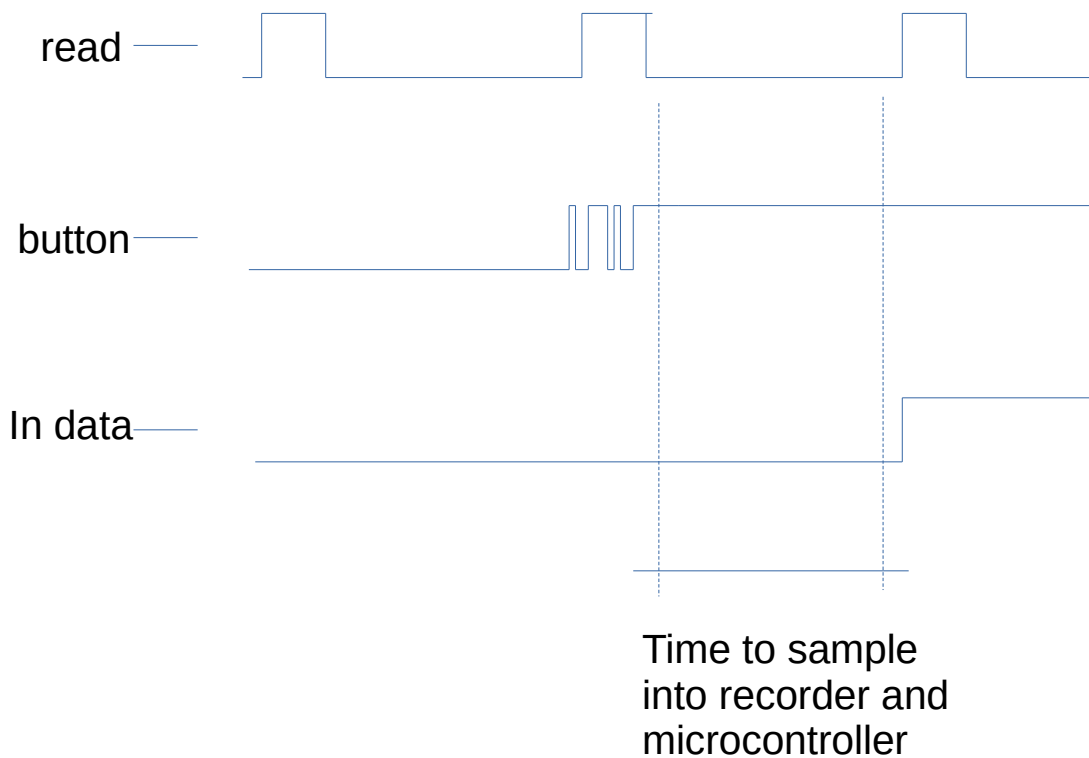 read
button
In data
Time to sample
into recorder and
microcontroller